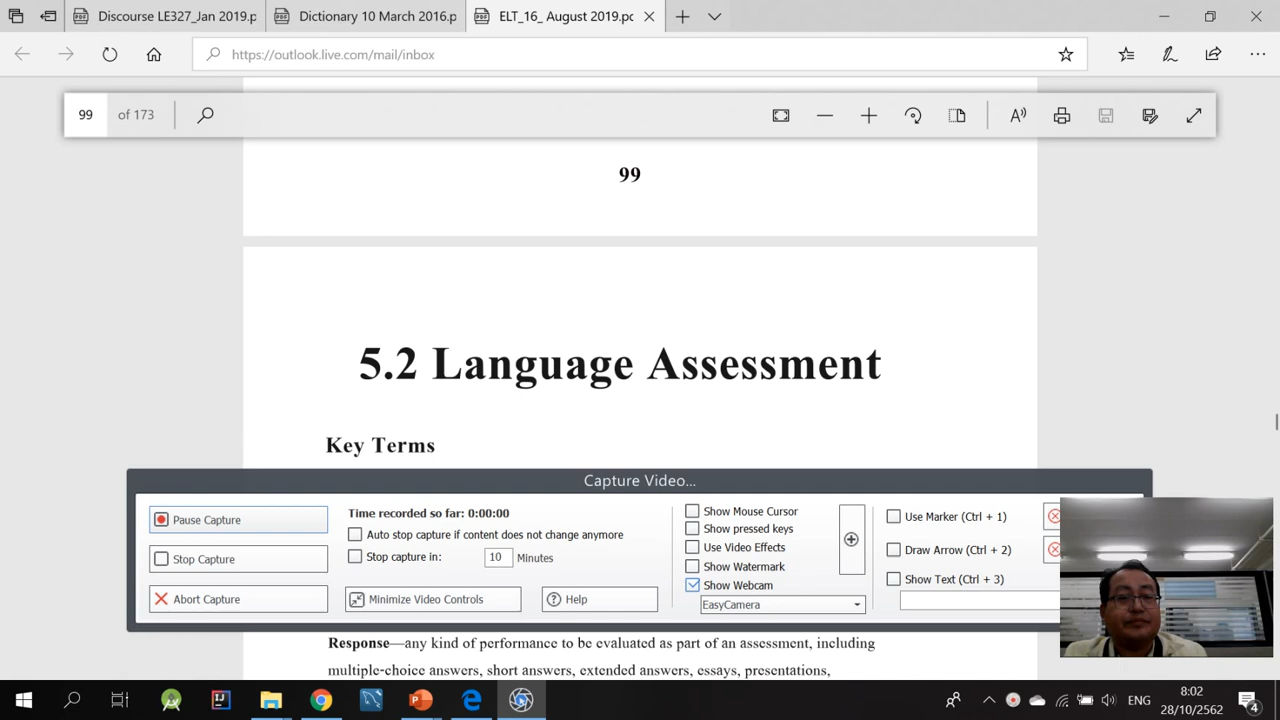 Discourse LE327_Jan 2019.p
Dictionary 10 March 2016.p
ELT_16_ August 2019.pc
https://outlook.live.com/mail/inbox
99 of 173
99
5.2 Language Assessment
Key Terms
Capture Video...
Pause Capture
Stop Capture
Abort Capture
Time recorded so far: 0:00:00
Auto stop capture if content does not change anymore
Stop capture in: 10 Minutes
Minimize Video Controls
Help
Show Mouse Cursor
Show pressed keys
Use Video Effects
Show Watermark
Show Webcam
EasyCamera
Use Marker (Ctrl + 1)
Draw Arrow (Ctrl + 2)
Show Text (Ctrl + 3)
Response—any kind of performance to be evaluated as part of an assessment, including
multiple-choice answers, short answers, extended answers, essays, presentations,
ENG
8:02
28/10/2562
4